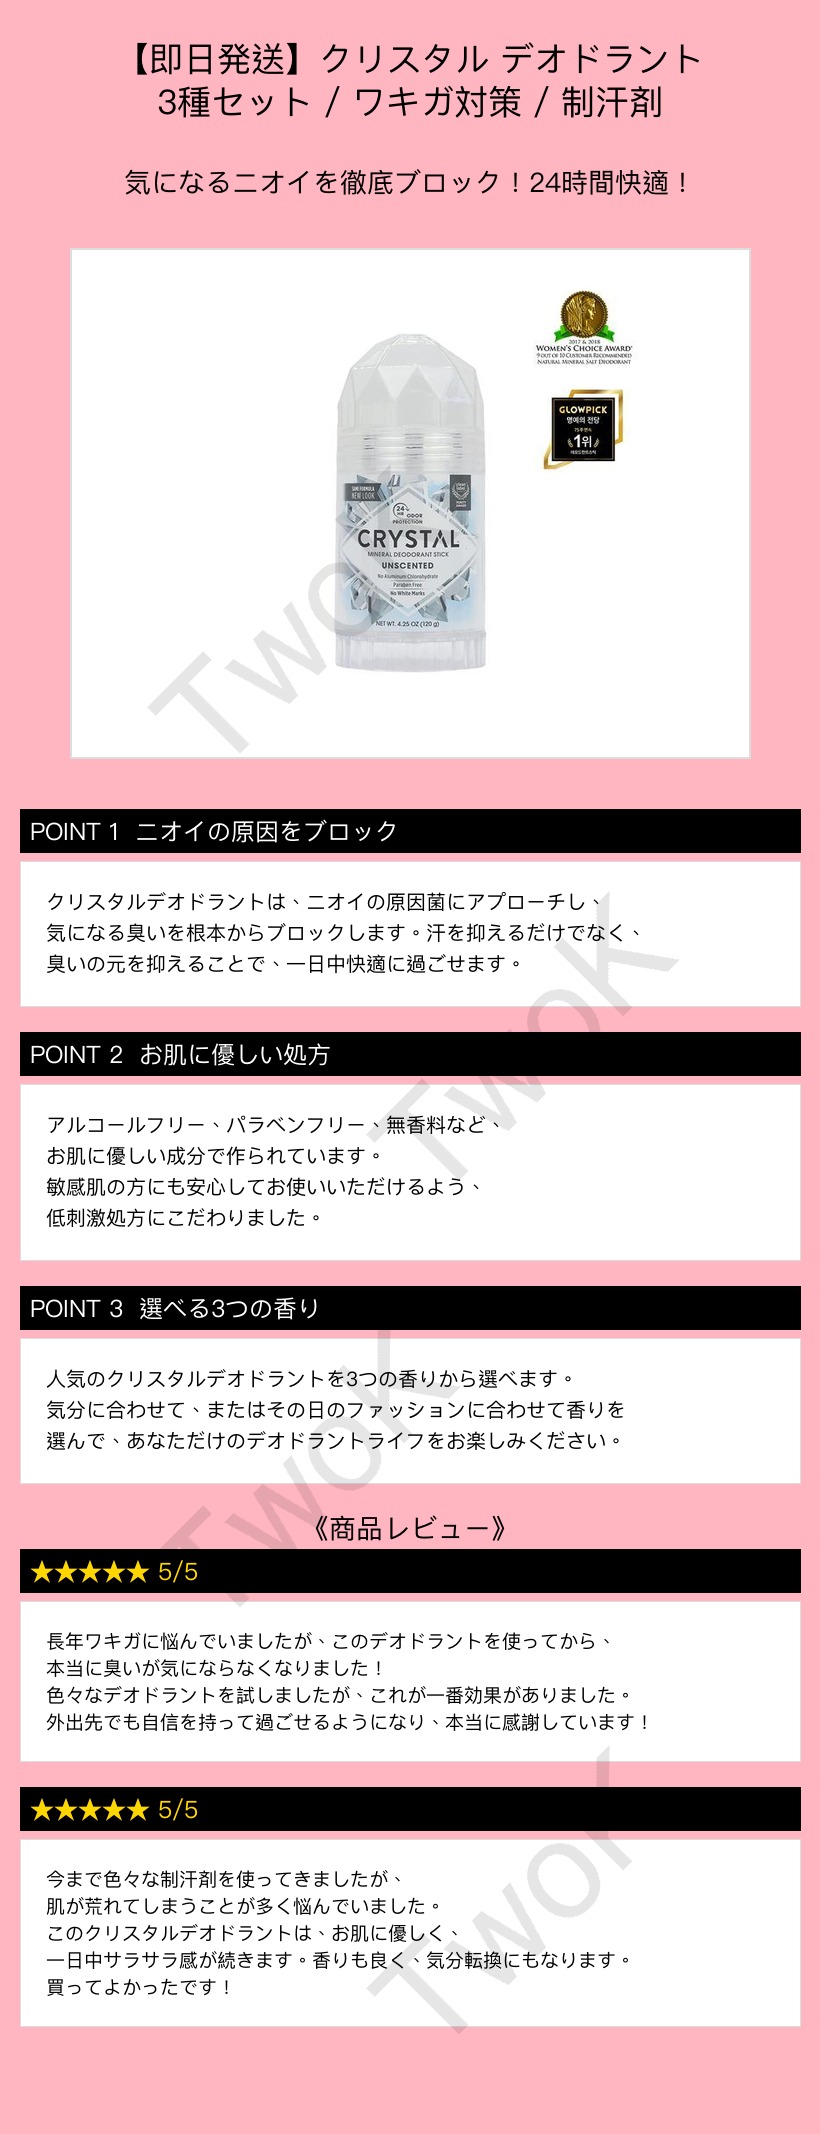 【即日発送】クリスタル デオドラント
3種セット / ワキガ対策 / 制汗剤
気になるニオイを徹底ブロック！24時間快適！
2017 & 2018
WOMEN'S CHOICE AWARD®
9 OUT OF 10 CUSTOMER RECOMMENDED
NATURAL MINERAL SALT DEODORANT
GLOWPICK
명예의 전당
1위
SAME FORMULA
NEW LOOK
24 HR ODOR
PROTECTION
CRYSTAL
MINERAL DEODORANT STICK
UNSCENTED
No Aluminum Chlorohydrate
Paraben Free
No White Marks
NET WT. 4.25 OZ (120 g)
Two
POINT 1 ニオイの原因をブロック
クリスタルデオドラントは、ニオイの原因菌にアプローチし、
気になる臭いを根本からブロックします。汗を抑えるだけでなく、
臭いの元を抑えることで、一日中快適に過ごせます。
TwoK
POINT 2 お肌に優しい処方
アルコールフリー、パラベンフリー、無香料など、
お肌に優しい成分で作られています。
敏感肌の方にも安心してお使いいただけるよう、
低刺激処方にこだわりました。
POINT 3 選べる3つの香り
人気のクリスタルデオドラントを3つの香りから選べます。
気分に合わせて、またはその日のファッションに合わせて香りを
選んで、あなただけのデオドラントライフをお楽しみください。
TwoK
《商品レビュー》
★★★★★ 5/5
長年ワキガに悩んでいましたが、このデオドラントを使ってから、
本当に臭いが気にならなくなりました！
色々なデオドラントを試しましたが、これが一番効果がありました。
外出先でも自信を持って過ごせるようになり、本当に感謝しています！
★★★★★ 5/5
今まで色々な制汗剤を使ってきましたが、
肌が荒れてしまうことが多く悩んでいました。
このクリスタルデオドラントは、お肌に優しく、
一日中サラサラ感が続きます。香りも良く、気分転換にもなります。
買ってよかったです！
TwoK